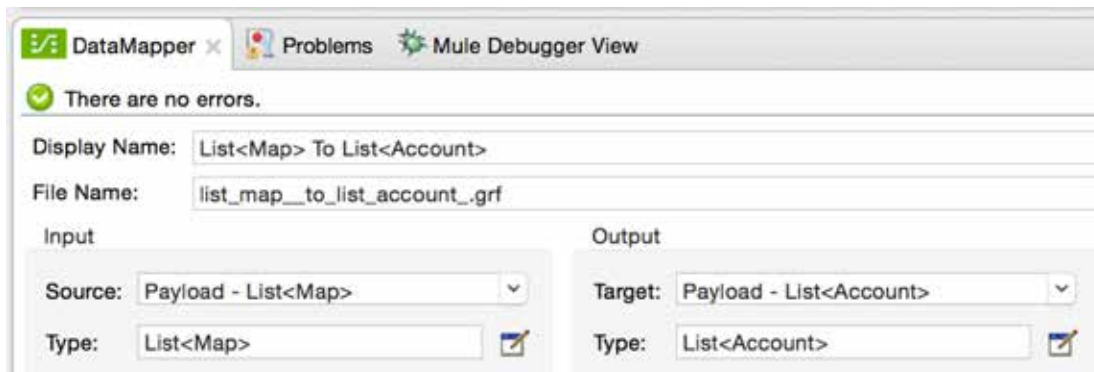 DataMapper Problems Mule Debugger View
There are no errors.
Display Name: List<Map> To List<Account>
File Name: list_map__to_list_account_.grf
Input Output
Source: Payload - List<Map> Target: Payload - List<Account>
Type: List<Map> Type: List<Account>